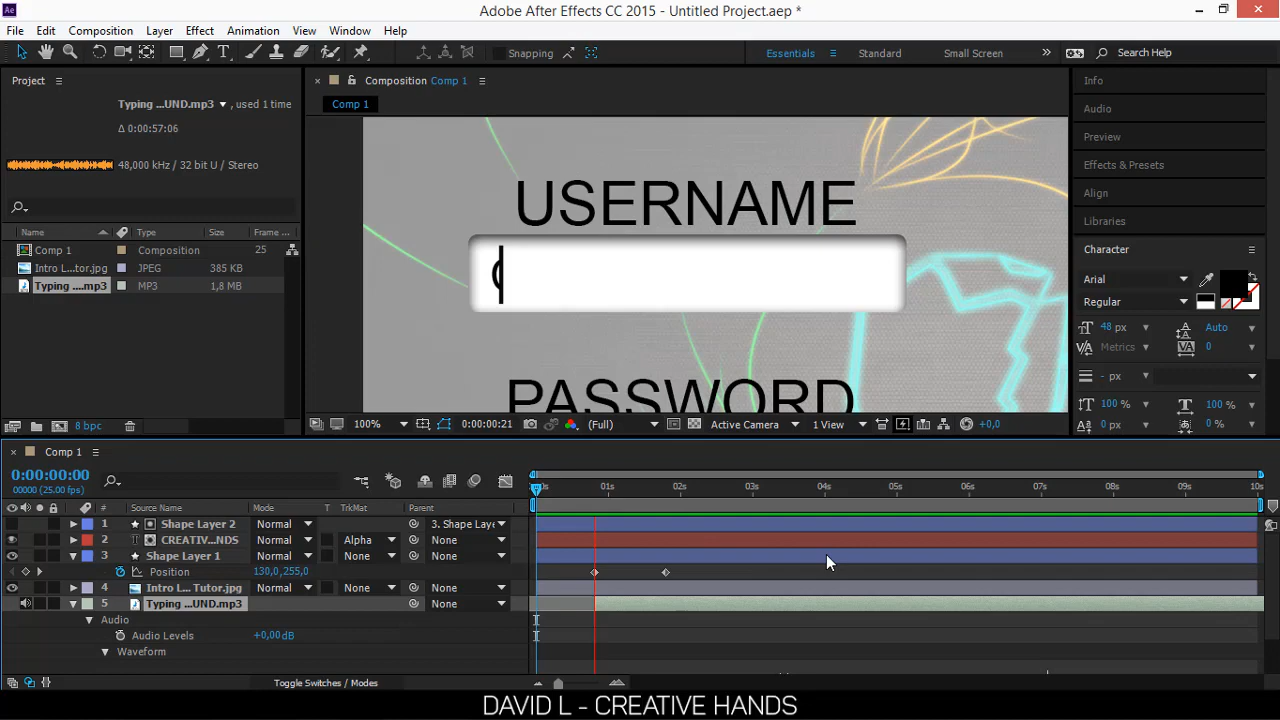 Ae Adobe After Effects CC 2015 - Untitled Project.aep *
File Edit Composition Layer Effect Animation View Window Help
Snapping
Essentials Standard Small Screen Search Help
Project
Composition Comp 1
Comp 1
Typing ...UND.mp3 , used 1 time
Δ 0:00:57:06
48,000 kHz / 32 bit U / Stereo
Name Type Size Frame
Comp 1 Composition 25
Intro L...tor.jpg JPEG 385 KB
Typing ....mp3 MP3 1,8 MB
8 bpc
USERNAME
PASSWORD
100% 0:00:00:21 (Full) Active Camera 1 View +0,0
Info
Audio
Preview
Effects & Presets
Align
Libraries
Character
Arial
Regular
48 px Auto
Metrics 0
- px
100 % 100 %
0 px 0 %
Comp 1
0:00:00:00
00000 (25.00 fps)
# Source Name Mode T TrkMat Parent
01s 02s 03s 04s 05s 06s 07s 08s 09s 10s
1 Shape Layer 2 Normal 3. Shape Laye
2 CREATIV...NDS Normal Alpha None
3 Shape Layer 1 Normal None None
Position 130,0,255,0
4 Intro L... Tutor.jpg Normal None None
5 Typing ...UND.mp3 None
Audio
Audio Levels +0,00 dB
Waveform
Toggle Switches / Modes
DAVID L - CREATIVE HANDS